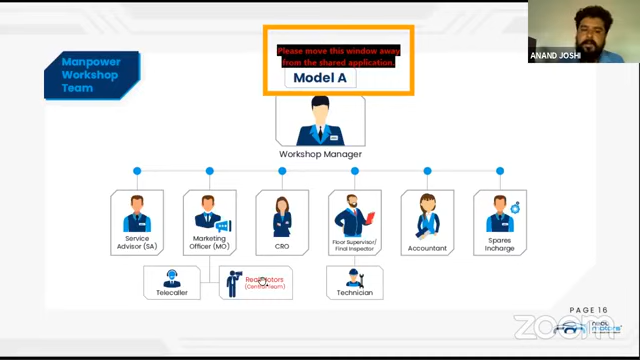 Manpower
Workshop
Team
Please move this window away
from the shared application.
Model A
ANAND JOSHI
Workshop Manager
Service
Advisor (SA)
Marketing
Officer (MO)
CRO
Floor Supervisor/
Final Inspector
Accountant
Spares
Incharge
Telecaller
(Central team)
Technician
PAGE 16
motors
zoom